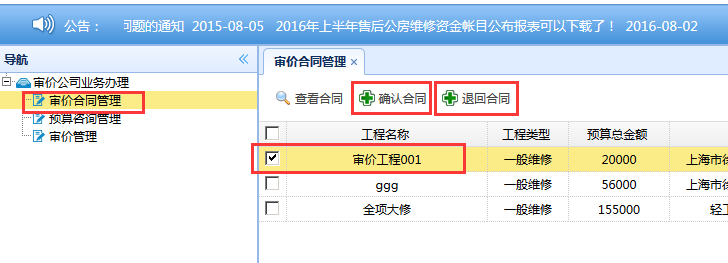 公告： 问题的通知 2015-08-05 2016年上半年售后公房维修资金帐目公布报表可以下载了！ 2016-08-02
导航
审价公司业务办理
审价合同管理
预算咨询管理
审价管理
审价合同管理
查看合同 确认合同 退回合同
工程名称 工程类型 预算总金额
审价工程001 一般维修 20000 上海市徐
ggg 一般维修 56000 上海市徐
全项大修 一般维修 155000 轻工